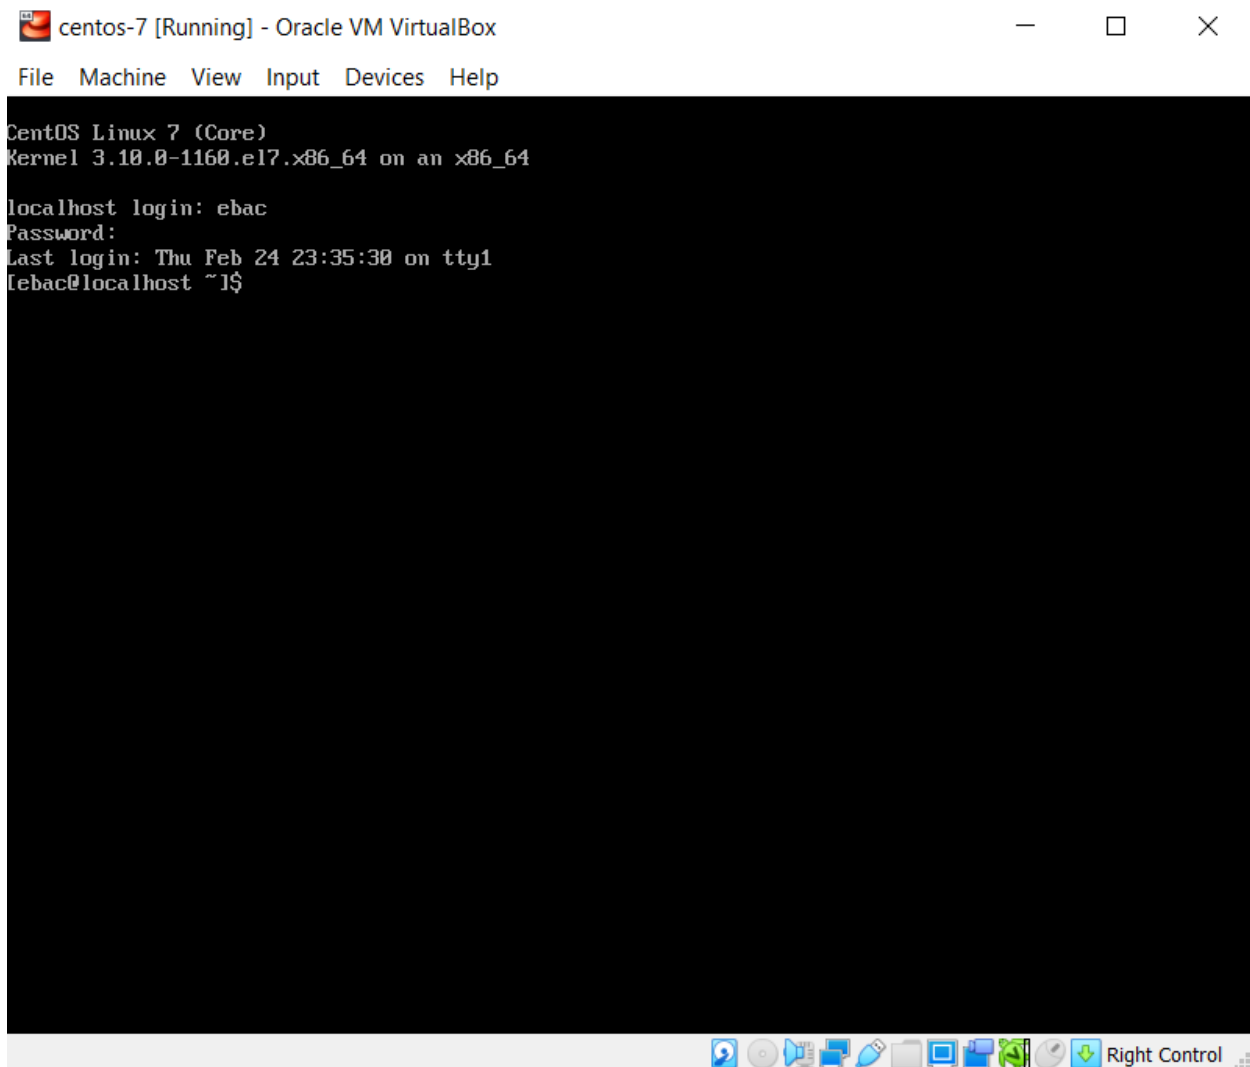 centos-7 [Running] - Oracle VM VirtualBox
File Machine View Input Devices Help
CentOS Linux 7 (Core)
Kernel 3.10.0-1160.el7.x86_64 on an x86_64
localhost login: ebac
Password:
Last login: Thu Feb 24 23:35:30 on tty1
[ebac@localhost ~]$
Right Control